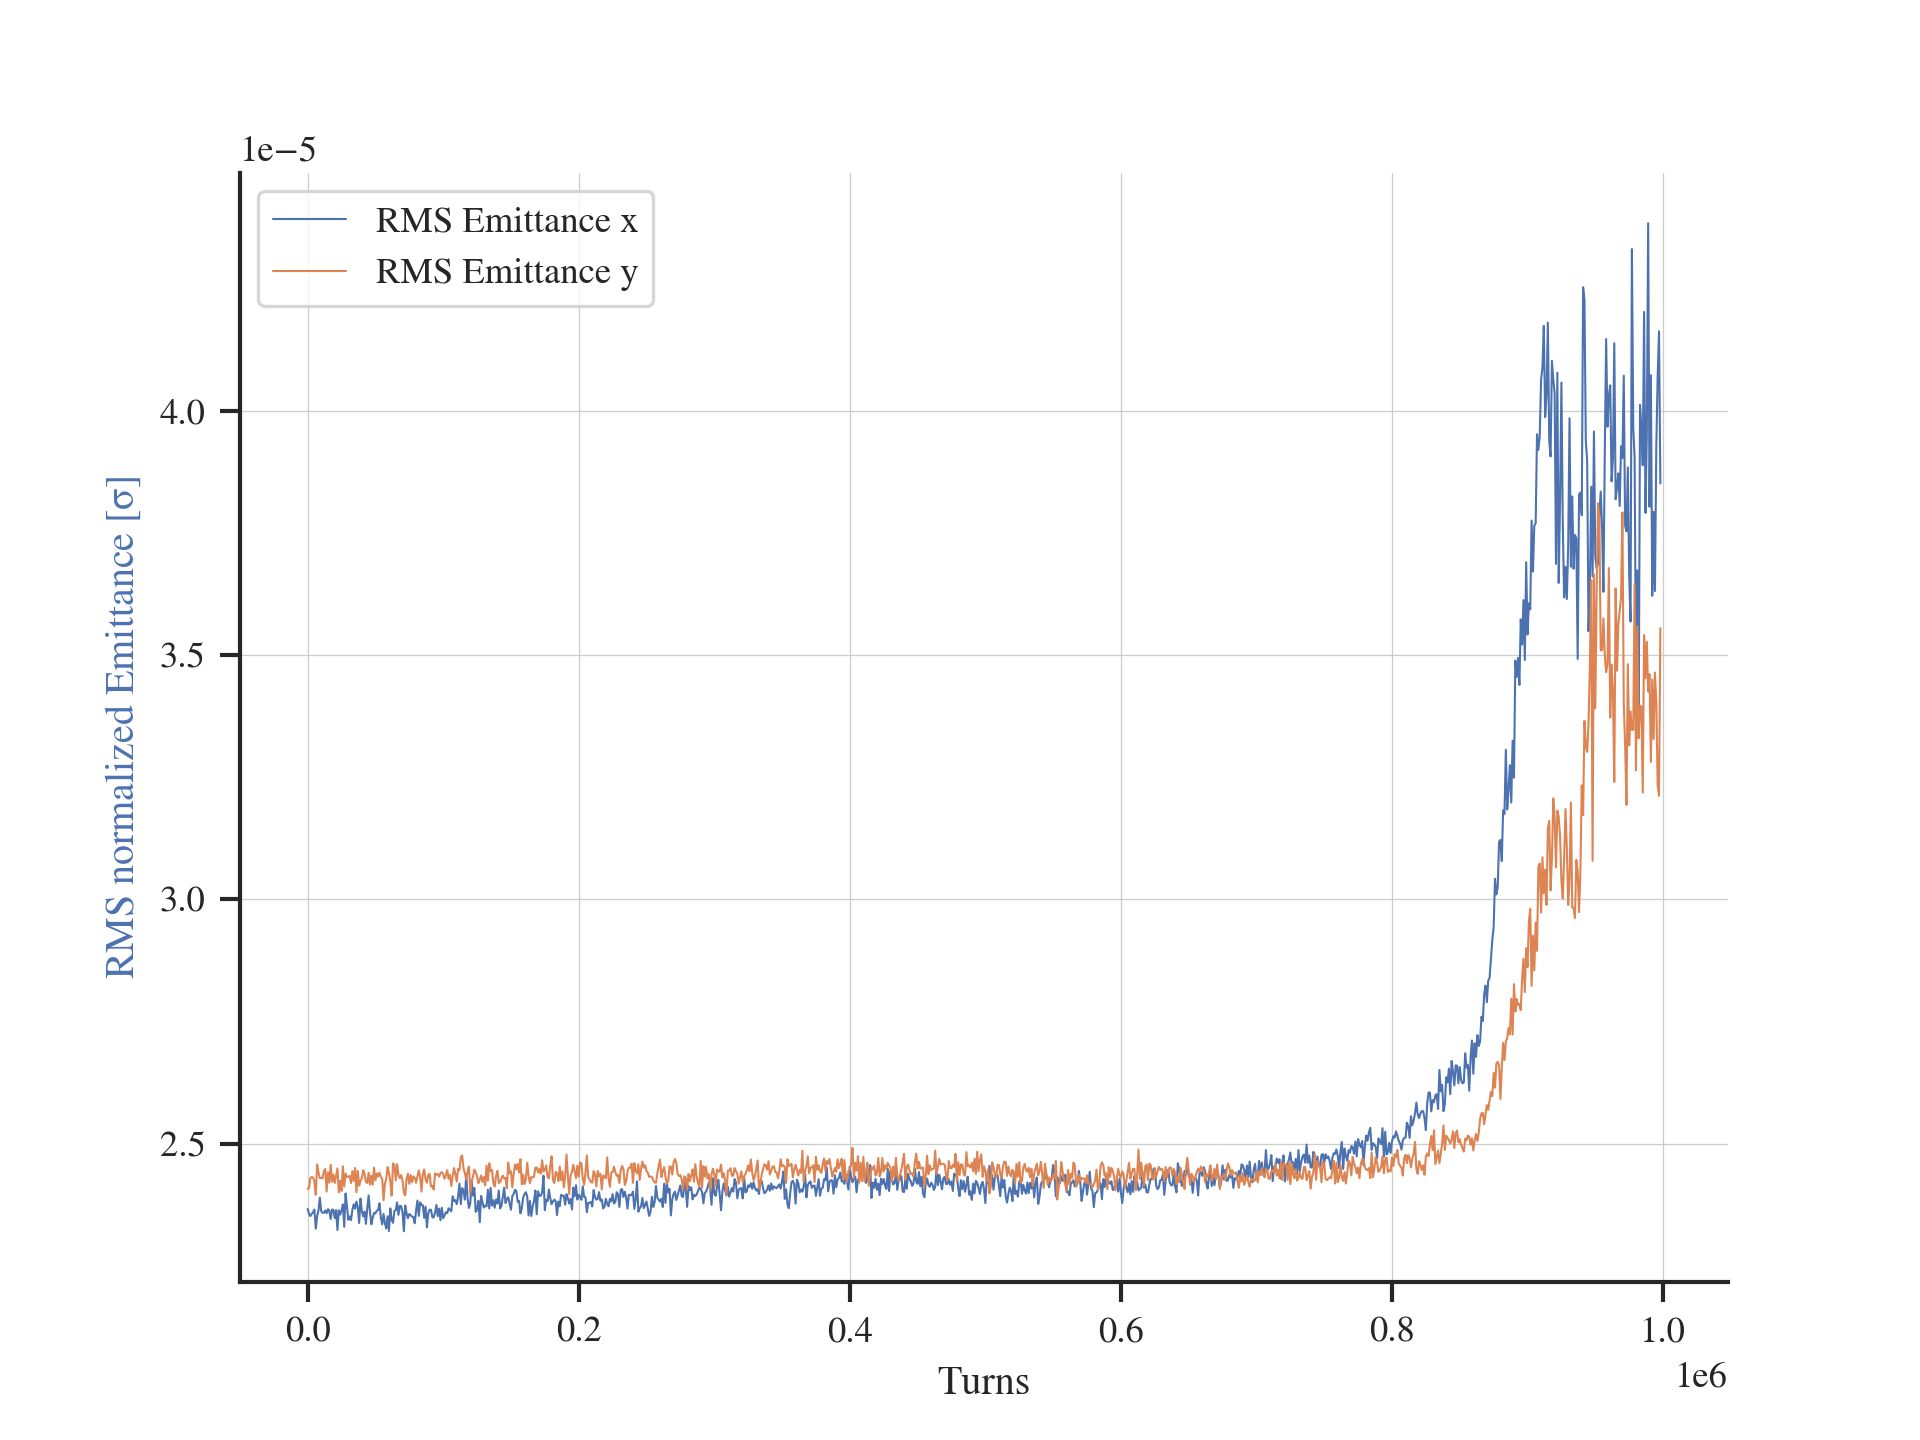 1e−5
RMS Emittance x
RMS Emittance y
4.0
3.5
3.0
2.5
RMS normalized Emittance [σ]
0.0 0.2 0.4 0.6 0.8 1.0
1e6
Turns